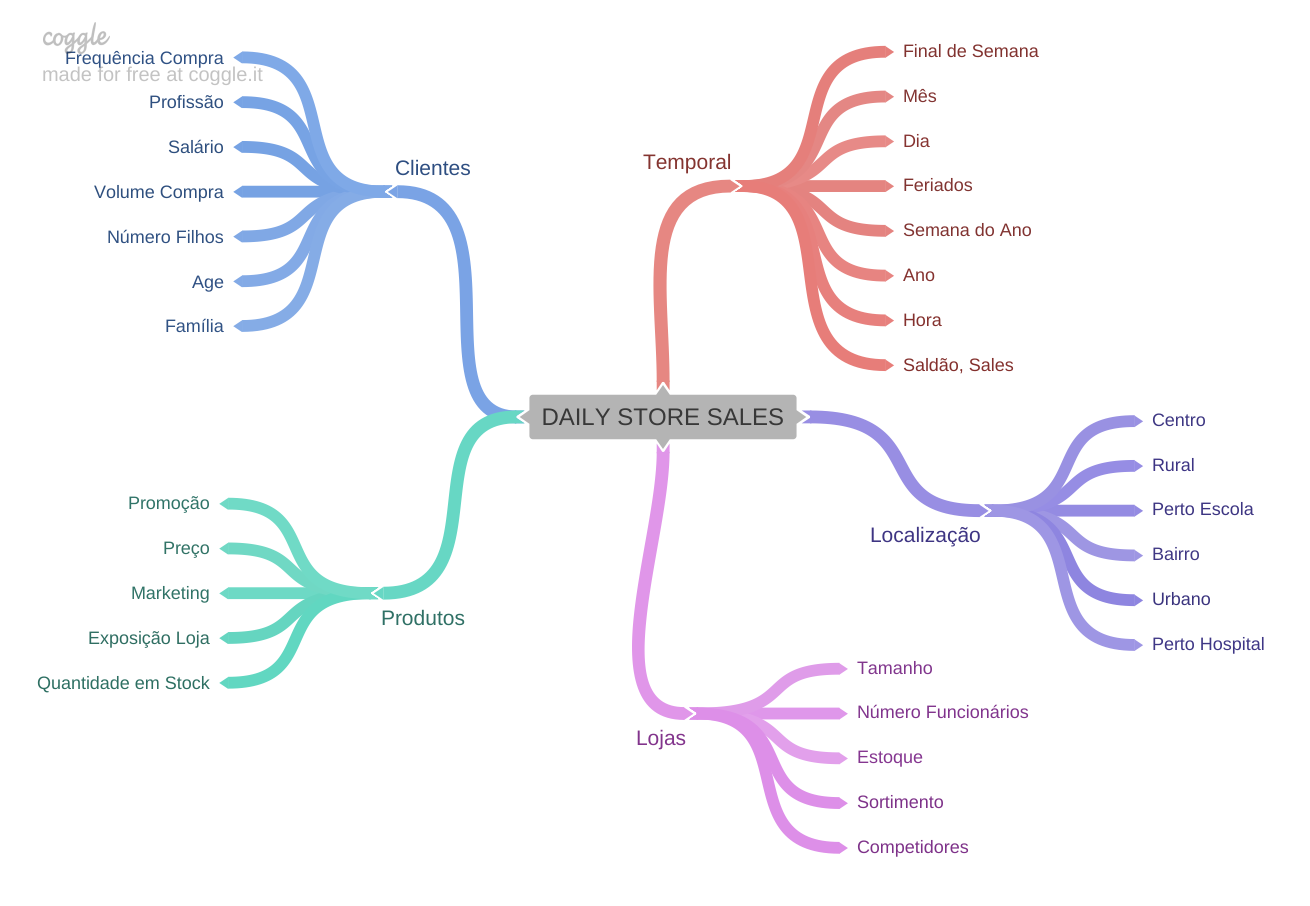 coggle
made for free at coggle.it
Frequência Compra
Profissão
Salário
Volume Compra
Número Filhos
Age
Família
Clientes
Temporal
Final de Semana
Mês
Dia
Feriados
Semana do Ano
Ano
Hora
Saldão, Sales
DAILY STORE SALES
Promoção
Preço
Marketing
Exposição Loja
Quantidade em Stock
Produtos
Localização
Centro
Rural
Perto Escola
Bairro
Urbano
Perto Hospital
Lojas
Tamanho
Número Funcionários
Estoque
Sortimento
Competidores